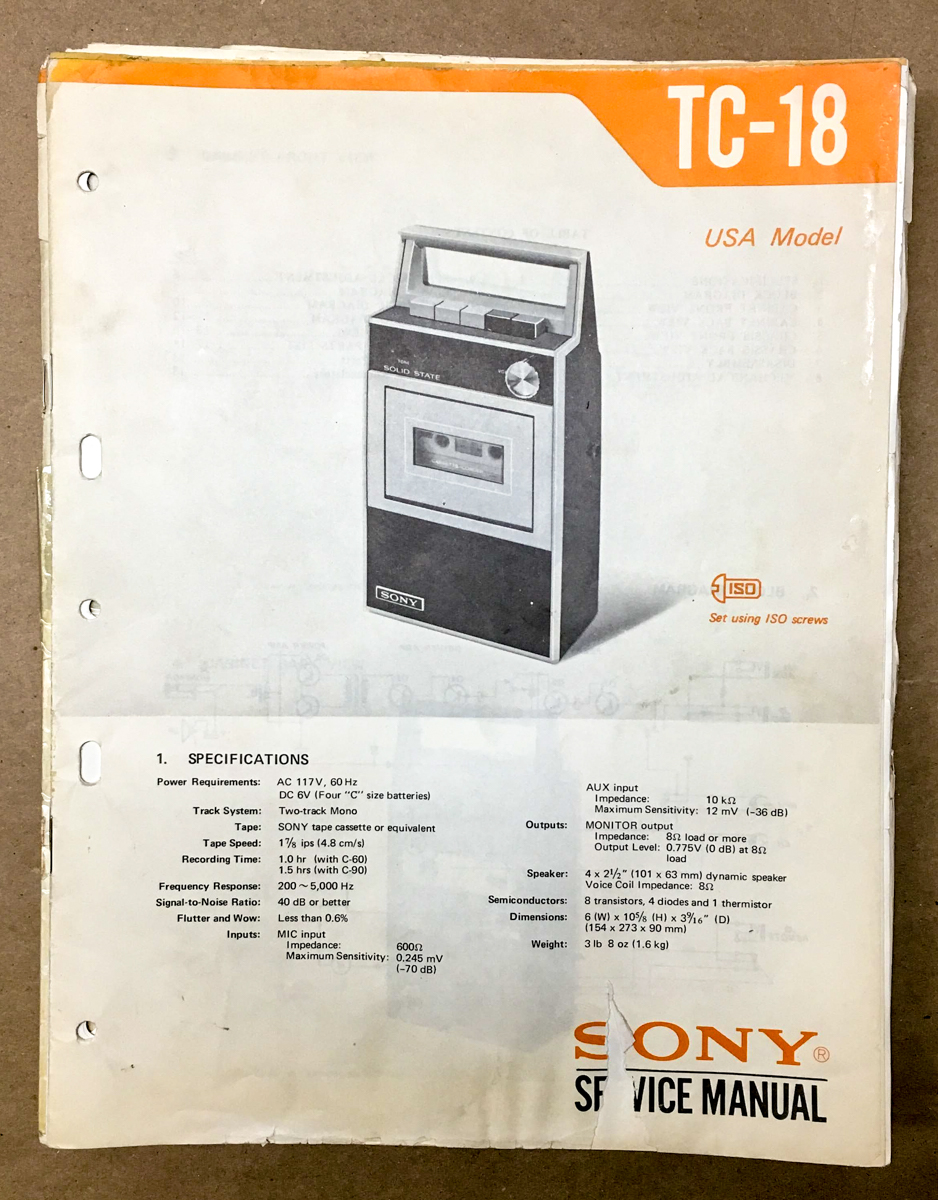 TC-18
USA Model
SOLID STATE
SONY
ISO
Set using ISO screws
1. SPECIFICATIONS
Power Requirements: AC 117V, 60 Hz
DC 6V (Four "C" size batteries)
Track System: Two-track Mono
Tape: SONY tape cassette or equivalent
Tape Speed: 1⅞ ips (4.8 cm/s)
Recording Time: 1.0 hr (with C-60)
1.5 hrs (with C-90)
Frequency Response: 200 ~ 5,000 Hz
Signal-to-Noise Ratio: 40 dB or better
Flutter and Wow: Less than 0.6%
Inputs: MIC input
Impedance: 600Ω
Maximum Sensitivity: 0.245 mV
(-70 dB)
AUX input
Impedance: 10 kΩ
Maximum Sensitivity: 12 mV (-36 dB)
Outputs: MONITOR output
Impedance: 8Ω load or more
Output Level: 0.775V (0 dB) at 8Ω
load
Speaker: 4 x 2½" (101 x 63 mm) dynamic speaker
Voice Coil Impedance: 8Ω
Semiconductors: 8 transistors, 4 diodes and 1 thermistor
Dimensions: 6 (W) x 10⅝ (H) x 3⁹⁄₁₆" (D)
(154 x 273 x 90 mm)
Weight: 3 lb 8 oz (1.6 kg)
SONY®
SERVICE MANUAL